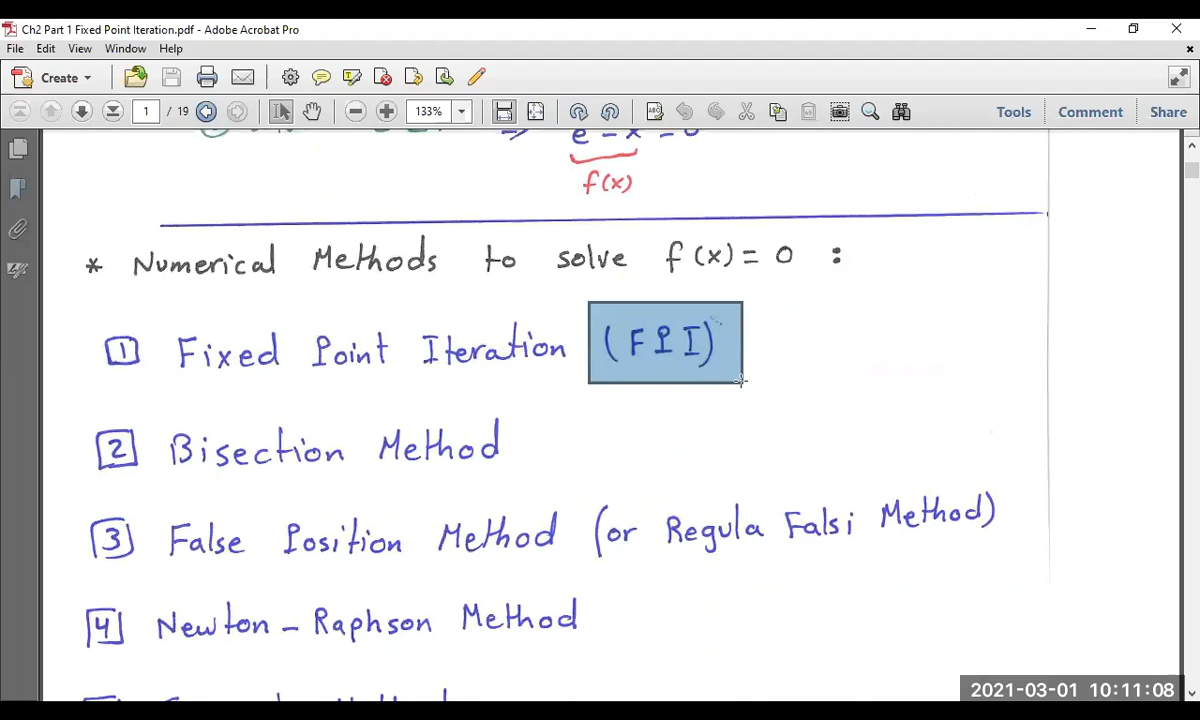 Ch2 Part 1 Fixed Point Iteration.pdf - Adobe Acrobat Pro
File Edit View Window Help
Create
1 / 19 133% Tools Comment Share
f(x)
* Numerical Methods to solve f(x) = 0 :
1 Fixed Point Iteration (FPI)
2 Bisection Method
3 False Position Method (or Regula Falsi Method)
4 Newton - Raphson Method
2021-03-01 10:11:08